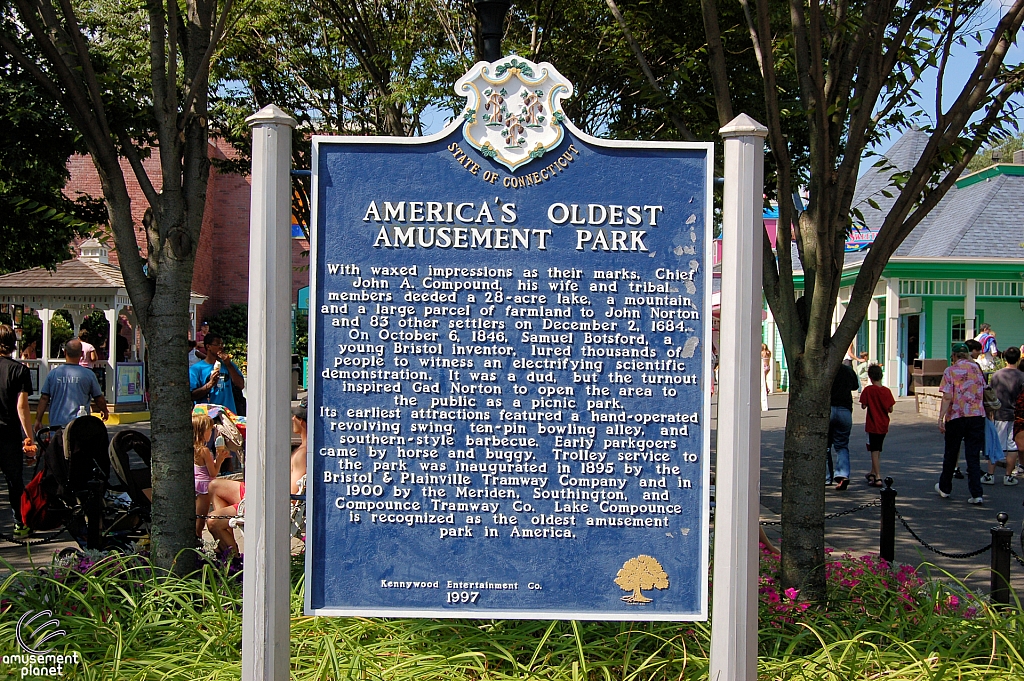 STATE OF CONNECTICUT
AMERICA'S OLDEST
AMUSEMENT PARK
With waxed impressions as their marks, Chief
John A. Compound, his wife and tribal
members deeded a 28-acre lake, a mountain,
and a large parcel of farmland to John Norton
and 83 other settlers on December 2, 1684.
On October 6, 1846, Samuel Botsford, a
young Bristol inventor, lured thousands of
people to witness an electrifying scientific
demonstration. It was a dud, but the turnout
inspired Gad Norton to open the area to
the public as a picnic park.
Its earliest attractions featured a hand-operated
revolving swing, ten-pin bowling alley, and
southern-style barbecue. Early parkgoers
came by horse and buggy. Trolley service to
the park was inaugurated in 1895 by the
Bristol & Plainville Tramway Company and in
1900 by the Meriden, Southington, and
Compounce Tramway Co. Lake Compounce
is recognized as the oldest amusement
park in America.
Kennywood Entertainment Co.
1997
amusement
planet